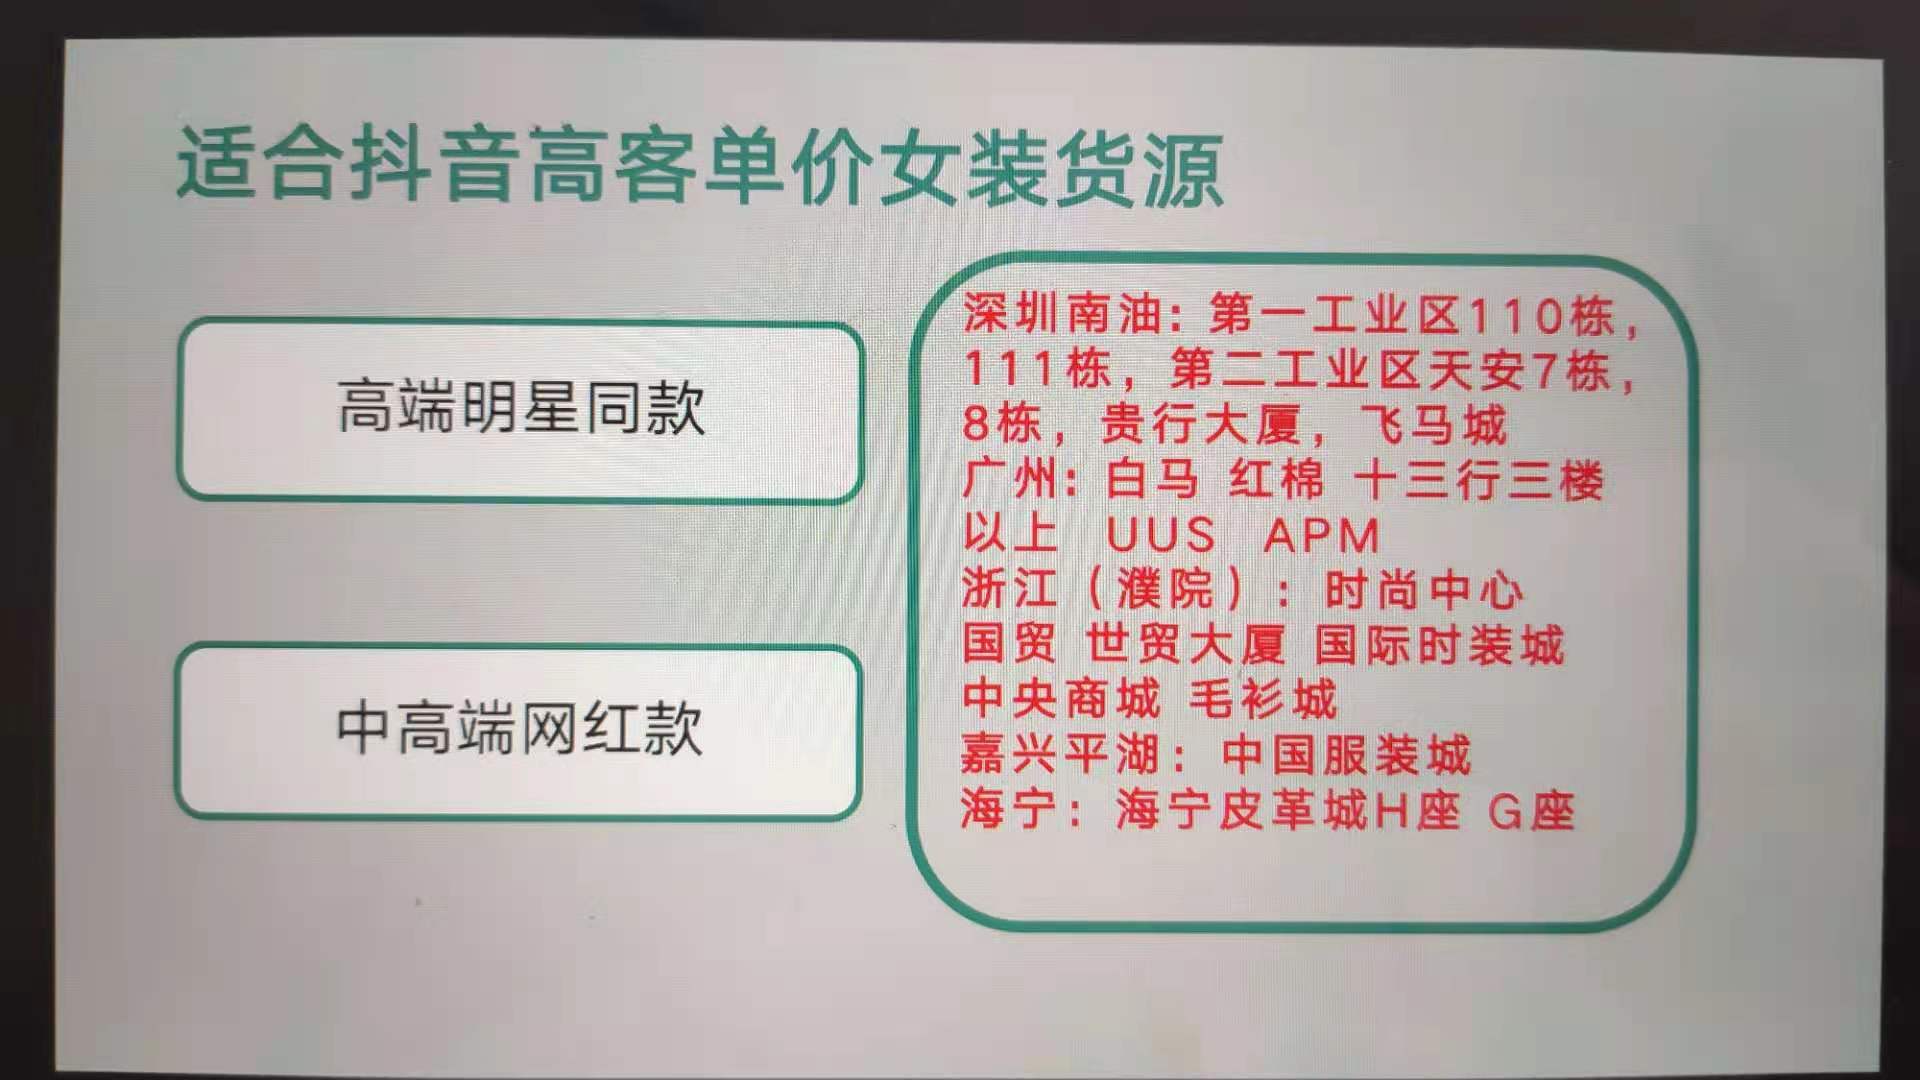 适合抖音高客单价女装货源
高端明星同款
中高端网红款
深圳南油：第一工业区110栋，
111栋，第二工业区天安7栋，
8栋，贵行大厦，飞马城
广州：白马 红棉 十三行三楼
以上 UUS APM
浙江（濮院）：时尚中心
国贸 世贸大厦 国际时装城
中央商城 毛衫城
嘉兴平湖：中国服装城
海宁：海宁皮革城H座 G座